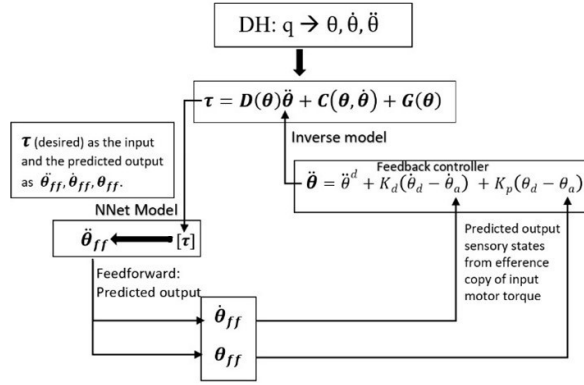 DH: q → θ, θ̇, θ̈
τ = D(θ)θ̈ + C(θ, θ̇) + G(θ)
τ (desired) as the input
and the predicted output
as θ̈ff, θ̇ff, θff.
Inverse model
Feedback controller
θ̈ = θ̈ᵈ + Kd(θ̇d − θ̇a) + Kp(θd − θa)
NNet Model
θ̈ff [τ]
Predicted output
sensory states
from efference
copy of input
motor torque
Feedforward:
Predicted output
θ̇ff
θff